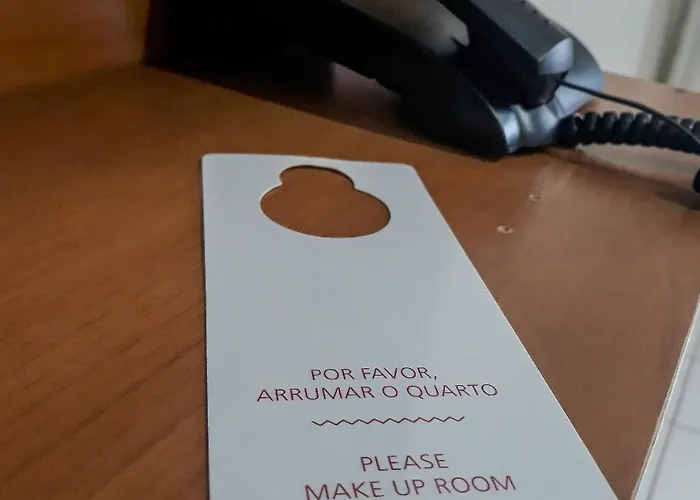 POR FAVOR,
ARRUMAR O QUARTO
PLEASE
MAKE UP ROOM